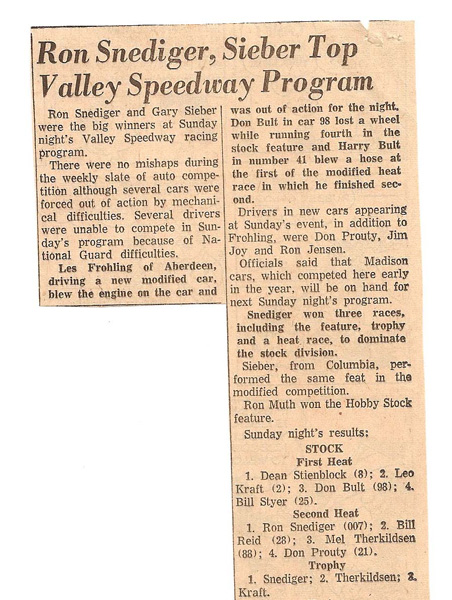 Ron Snediger, Sieber Top
Valley Speedway Program
Ron Snediger and Gary Sieber
were the big winners at Sunday
night's Valley Speedway racing
program.
There were no mishaps during
the weekly slate of auto compe-
tition although several cars were
forced out of action by mechani-
cal difficulties. Several drivers
were unable to compete in Sun-
day's program because of Na-
tional Guard difficulties.
Les Frohling of Aberdeen,
driving a new modified car,
blew the engine on the car and
was out of action for the night.
Don Bult in car 98 lost a wheel
while running fourth in the
stock feature and Harry Bult
in number 41 blew a hose at
the first of the modified heat
race in which he finished sec-
ond.
Drivers in new cars appearing
at Sunday's event, in addition to
Frohling, were Don Prouty, Jim
Joy and Ron Jensen.
Officials said that Madison
cars, which competed here early
in the year, will be on hand for
next Sunday night's program.
Snediger won three races,
including the feature, trophy
and a heat race, to dominate
the stock division.
Sieber, from Columbia, per-
formed the same feat in the
modified competition.
Ron Muth won the Hobby Stock
feature.
Sunday night's results:
STOCK
First Heat
1. Dean Stienblock (8); 2. Leo
Kraft (2); 3. Don Bult (98); 4.
Bill Styer (25).
Second Heat
1. Ron Snediger (007); 2. Bill
Reid (28); 3. Mel Therkildsen
(88); 4. Don Prouty (21).
Trophy
1. Snediger; 2. Therkildsen; 3.
Kraft.